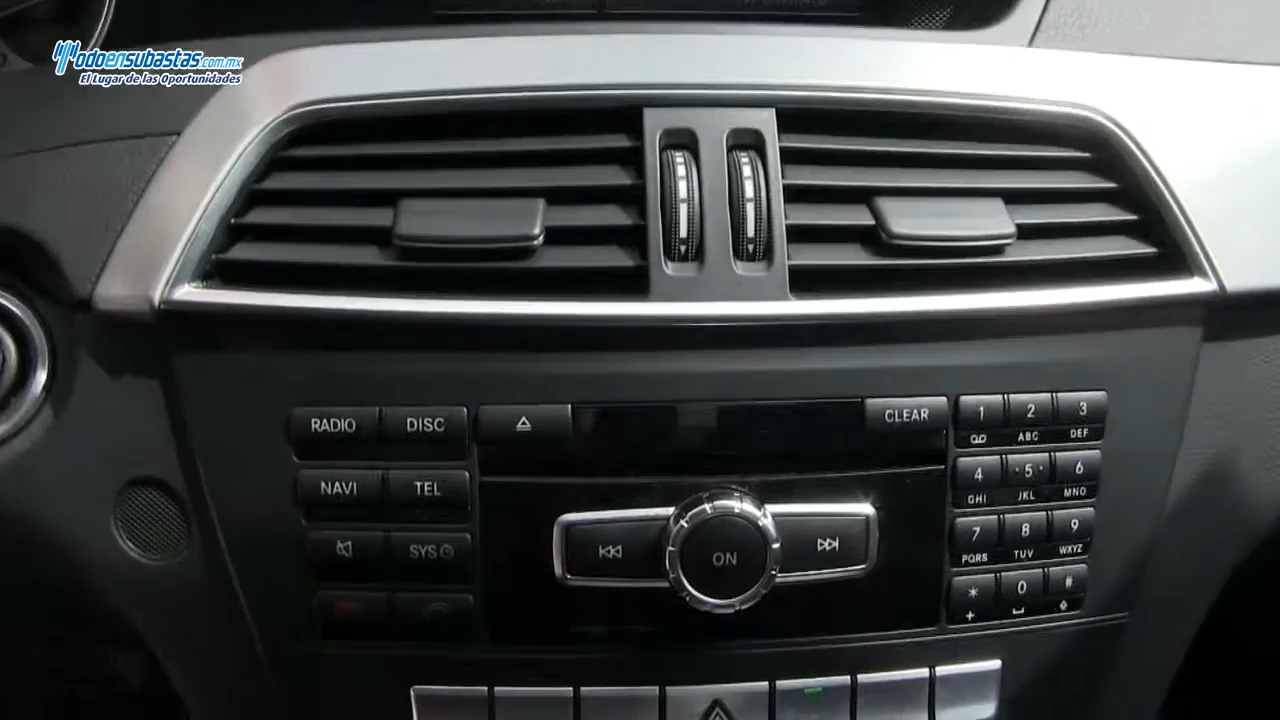 Todoensubastas.com.mx
El Lugar de las Oportunidades
RADIO
DISC
CLEAR
1
2
ABC
3
DEF
NAVI
TEL
4
GHI
5
JKL
6
MNO
SYS
ON
7
PQRS
8
TUV
9
WXYZ
*
+
0
#